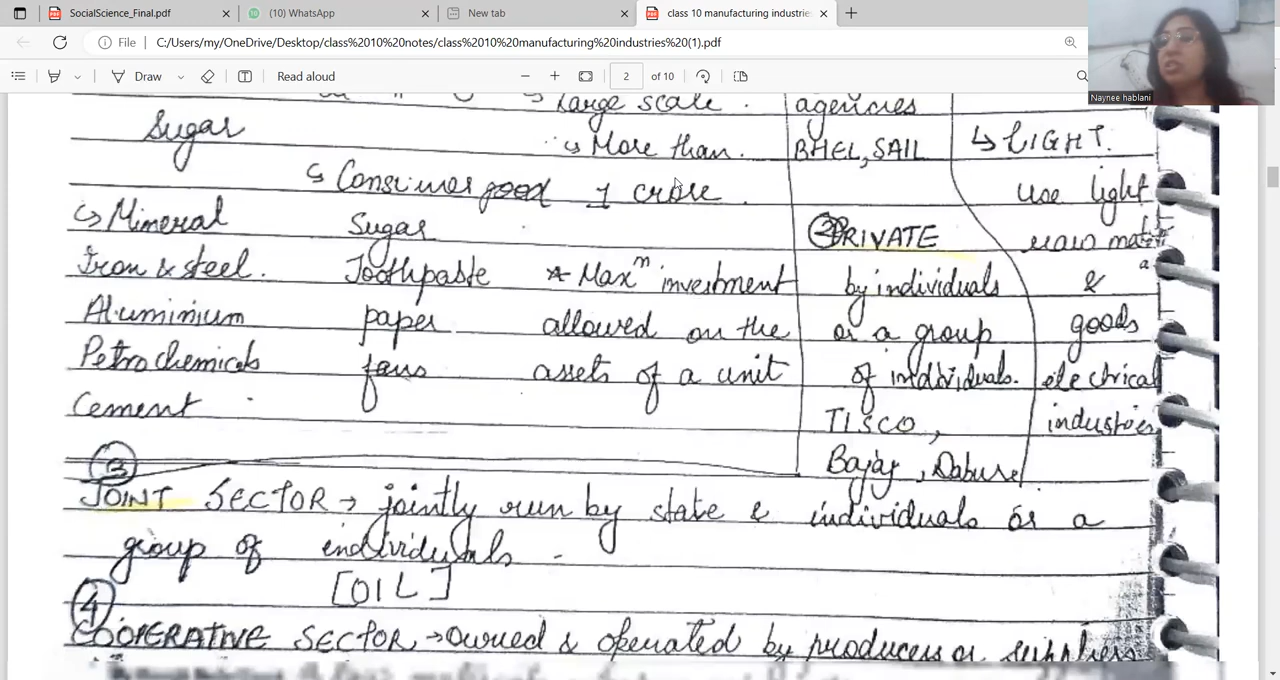 SocialScience_Final.pdf
(10) WhatsApp
New tab
class 10 manufacturing industries
File C:/Users/my/OneDrive/Desktop/class%2010%20notes/class%2010%20manufacturing%20industries%20(1).pdf
Draw Read aloud 2 of 10
Naynee hablani
Large scale. agencies
Sugar ↳ More than. BHEL, SAIL ↳ LIGHT.
↳ Consumer good 1 crore. use light
↳ Mineral Sugar ② PRIVATE raw mat
Iron & steel. Toothpaste * Maxᵐ investment by individuals &
Aluminium paper allowed on the or a group goods
Petrochemicals fans assets of a unit of individuals. electrical
Cement TISCO, industries
Bajaj, Dabur
③
JOINT SECTOR → jointly run by state & individuals or a
group of individuals.
[OIL]
④
COOPERATIVE SECTOR → owned & operated by producers or suppliers